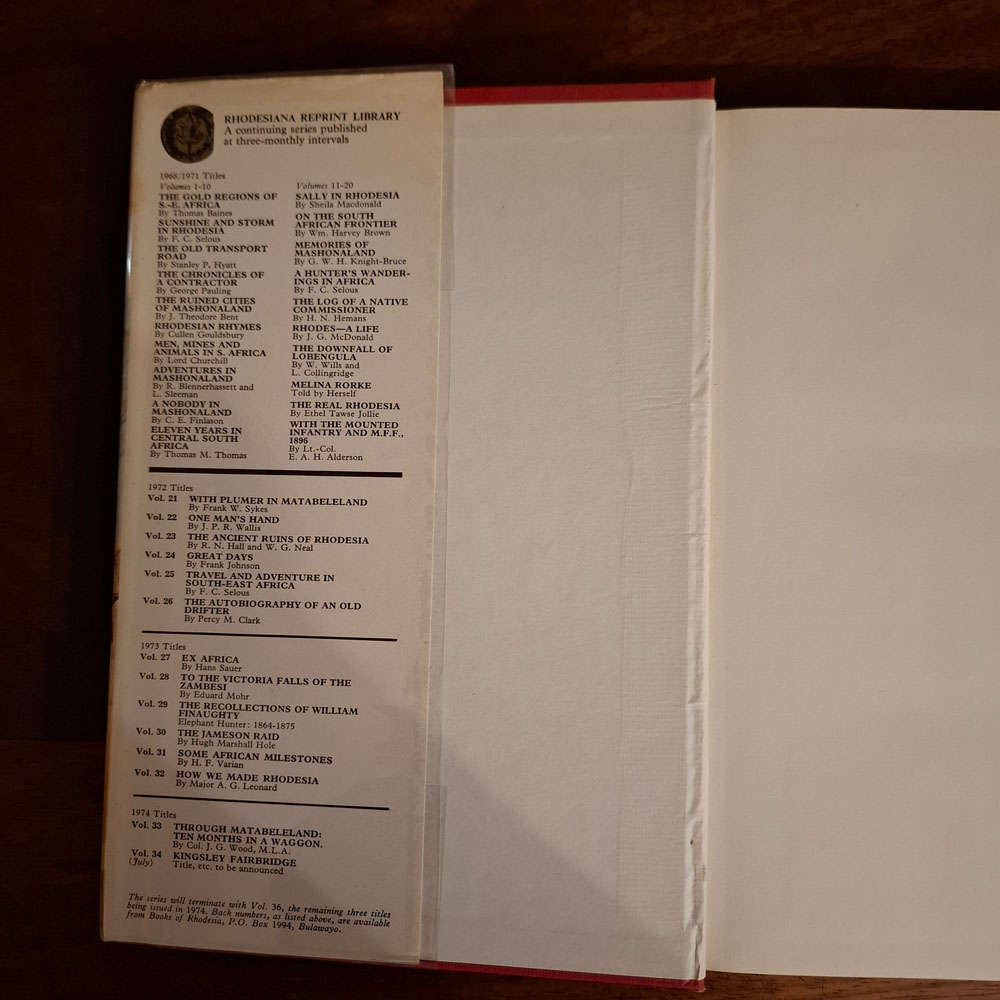 RHODESIANA REPRINT LIBRARY
A continuing series published
at three-monthly intervals
1968/1971 Titles
Volumes 1-10
THE GOLD REGIONS OF
S.-E. AFRICA
By Thomas Baines
SUNSHINE AND STORM
IN RHODESIA
By F. C. Selous
THE OLD TRANSPORT
ROAD
By Stanley P. Hyatt
THE CHRONICLES OF
A CONTRACTOR
By George Pauling
THE RUINED CITIES
OF MASHONALAND
By J. Theodore Bent
RHODESIAN RHYMES
By Cullen Gouldsbury
MEN, MINES AND
ANIMALS IN S. AFRICA
By Lord Churchill
ADVENTURES IN
MASHONALAND
By R. Blennerhassett and
L. Sleeman
A NOBODY IN
MASHONALAND
By C. E. Finlason
ELEVEN YEARS IN
CENTRAL SOUTH
AFRICA
By Thomas M. Thomas
Volumes 11-20
SALLY IN RHODESIA
By Sheila Macdonald
ON THE SOUTH
AFRICAN FRONTIER
By Wm. Harvey Brown
MEMORIES OF
MASHONALAND
By G. W. H. Knight-Bruce
A HUNTER'S WANDER-
INGS IN AFRICA
By F. C. Selous
THE LOG OF A NATIVE
COMMISSIONER
By H. N. Hemans
RHODES—A LIFE
By J. G. McDonald
THE DOWNFALL OF
LOBENGULA
By W. Wills and
L. Collingridge
MELINA RORKE
Told by Herself
THE REAL RHODESIA
By Ethel Tawse Jollie
WITH THE MOUNTED
INFANTRY AND M.F.F.,
1896
By Lt.-Col.
E. A. H. Alderson
1972 Titles
Vol. 21 WITH PLUMER IN MATABELELAND
By Frank W. Sykes
Vol. 22 ONE MAN'S HAND
By J. P. R. Wallis
Vol. 23 THE ANCIENT RUINS OF RHODESIA
By R. N. Hall and W. G. Neal
Vol. 24 GREAT DAYS
By Frank Johnson
Vol. 25 TRAVEL AND ADVENTURE IN
SOUTH-EAST AFRICA
By F. C. Selous
Vol. 26 THE AUTOBIOGRAPHY OF AN OLD
DRIFTER
By Percy M. Clark
1973 Titles
Vol. 27 EX AFRICA
By Hans Sauer
Vol. 28 TO THE VICTORIA FALLS OF THE
ZAMBESI
By Eduard Mohr
Vol. 29 THE RECOLLECTIONS OF WILLIAM
FINAUGHTY
Elephant Hunter: 1864-1875
Vol. 30 THE JAMESON RAID
By Hugh Marshall Hole
Vol. 31 SOME AFRICAN MILESTONES
By H. F. Varian
Vol. 32 HOW WE MADE RHODESIA
By Major A. G. Leonard
1974 Titles
Vol. 33 THROUGH MATABELELAND:
TEN MONTHS IN A WAGGON.
By Col. J. G. Wood, M.L.A.
Vol. 34 KINGSLEY FAIRBRIDGE
(July) Title, etc. to be announced
The series will terminate with Vol. 36, the remaining three titles
being issued in 1974. Back numbers, as listed above, are available
from Books of Rhodesia, P.O. Box 1994, Bulawayo.